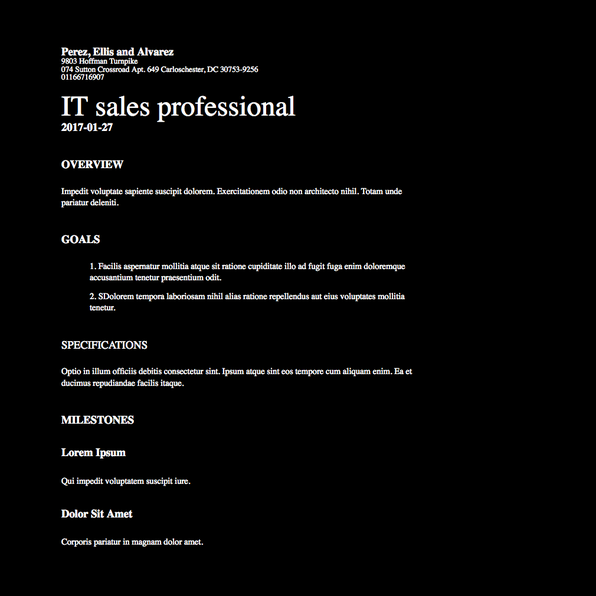 Perez, Ellis and Alvarez
9803 Hoffman Turnpike
074 Sutton Crossroad Apt. 649 Carloschester, DC 30753-9256
01166716907
IT sales professional
2017-01-27
OVERVIEW
Impedit voluptate sapiente suscipit dolorem. Exercitationem odio non architecto nihil. Totam unde
pariatur deleniti.
GOALS
1. Facilis aspernatur mollitia atque sit ratione cupiditate illo ad fugit fuga enim doloremque
accusantium tenetur praesentium odit.
2. SDolorem tempora laboriosam nihil alias ratione repellendus aut eius voluptates mollitia
tenetur.
SPECIFICATIONS
Optio in illum officiis debitis consectetur sint. Ipsum atque sint eos tempore cum aliquam enim. Ea et
ducimus repudiandae facilis itaque.
MILESTONES
Lorem Ipsum
Qui impedit voluptatem suscipit iure.
Dolor Sit Amet
Corporis pariatur in magnam dolor amet.